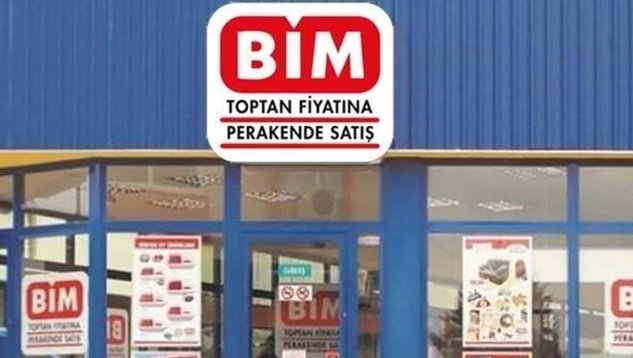 BİM
TOPTAN FİYATINA
PERAKENDE SATIŞ
GİRİŞ
BİM
TOPTAN FİYATINA
PERAKENDE SATIŞ
BİM
TOPTAN FİYATINA
PERAKENDE SATIŞ